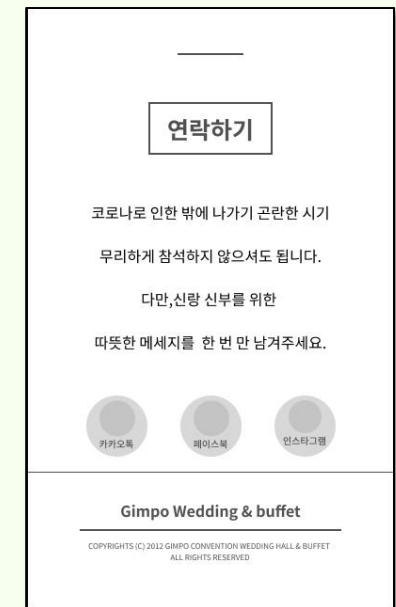 연락하기
코로나로 인한 밖에 나가기 곤란한 시기
무리하게 참석하지 않으셔도 됩니다.
다만,신랑 신부를 위한
따뜻한 메세지를 한 번 만 남겨주세요.
카카오톡 페이스북 인스타그램
Gimpo Wedding & buffet
COPYRIGHTS (C) 2012 GIMPO CONVENTION WEDDING HALL & BUFFET
ALL RIGHTS RESERVED